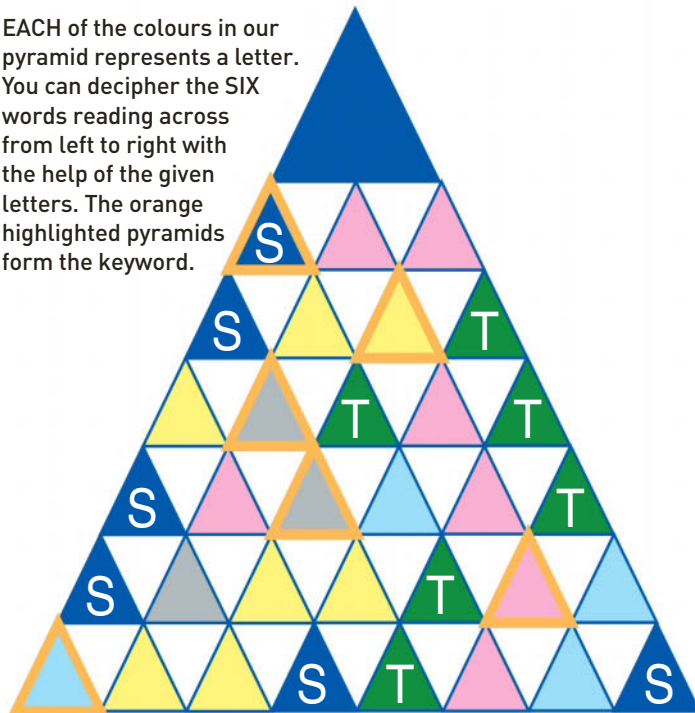 EACH of the colours in our
pyramid represents a letter.
You can decipher the SIX
words reading across
from left to right with
the help of the given
letters. The orange
highlighted pyramids
form the keyword.
S
S T
T T
S T
S T
S T S